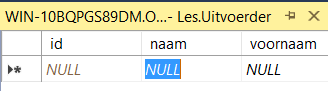 WIN-10BQPGS89DM.O...- Les.Uitvoerder
id naam voornaam
NULL NULL NULL